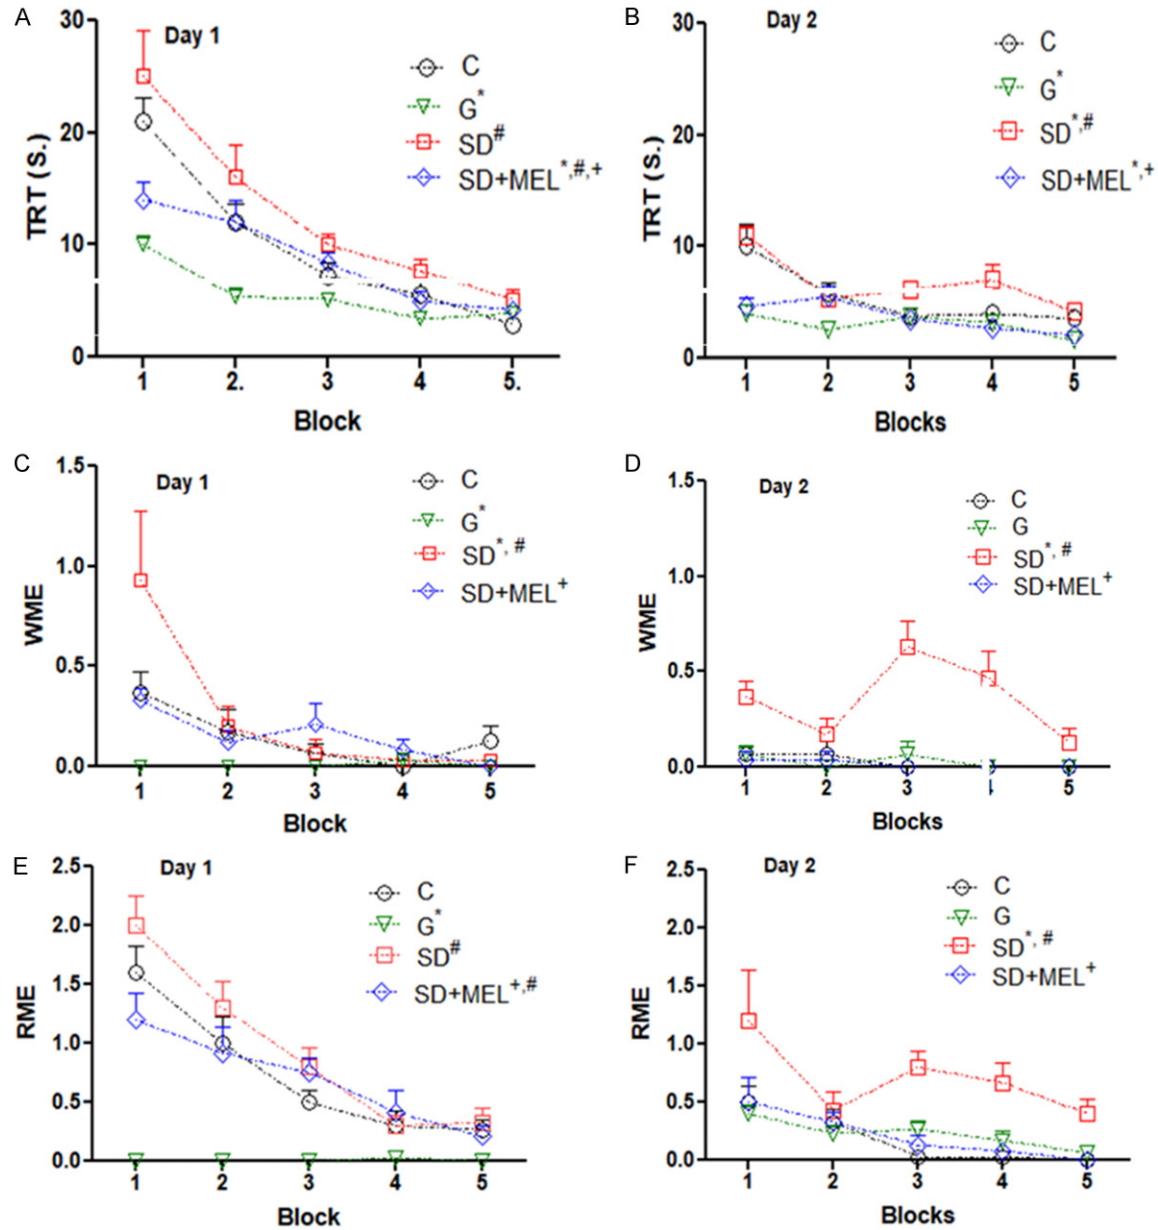 A
Day 1
30
20
10
0
TRT (S.)
C
G*
SD#
SD+MEL*,#,+
1 2. 3 4 5.
Block
B
Day 2
30
20
10
0
TRT (S.)
C
G*
SD*,#
SD+MEL*,+
1 2 3 4 5
Blocks
C
Day 1
1.5
1.0
0.5
0.0
WME
C
G*
SD*, #
SD+MEL+
1 2 3 4 5
Block
D
Day 2
1.5
1.0
0.5
0.0
WME
C
G
SD*, #
SD+MEL+
1 2 3 5
Blocks
E
Day 1
2.5
2.0
1.5
1.0
0.5
0.0
RME
C
G*
SD#
SD+MEL+,#
1 2 3 4 5
Block
F
Day 2
2.5
2.0
1.5
1.0
0.5
0.0
RME
C
G
SD*, #
SD+MEL+
1 2 3 4 5
Blocks